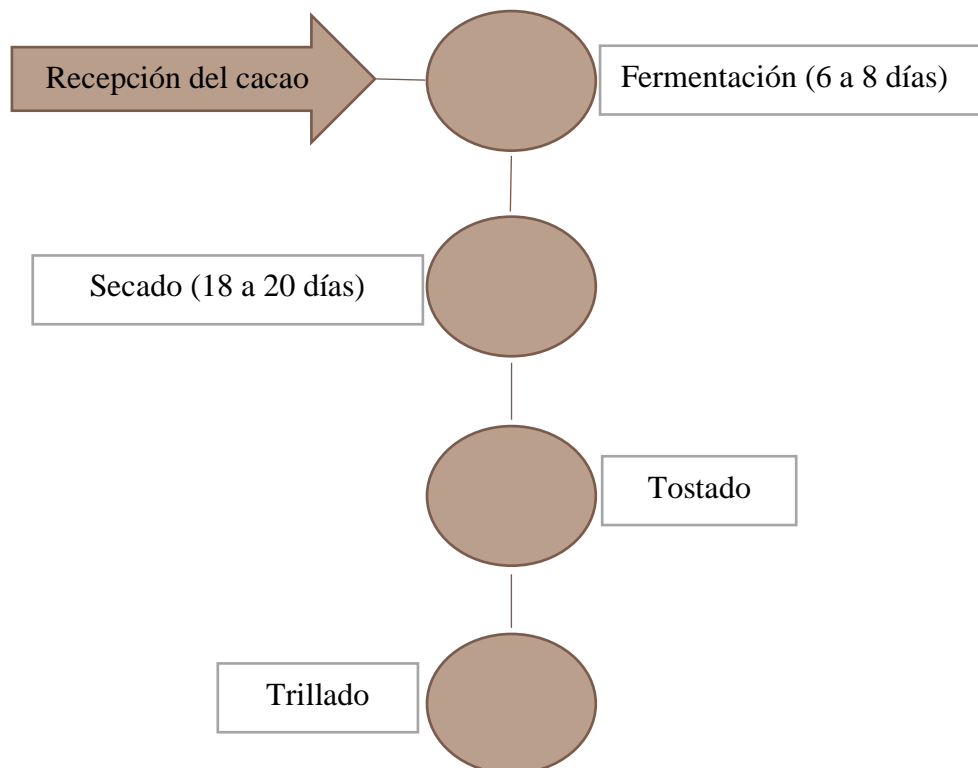 Recepción del cacao
Fermentación (6 a 8 días)
Secado (18 a 20 días)
Tostado
Trillado